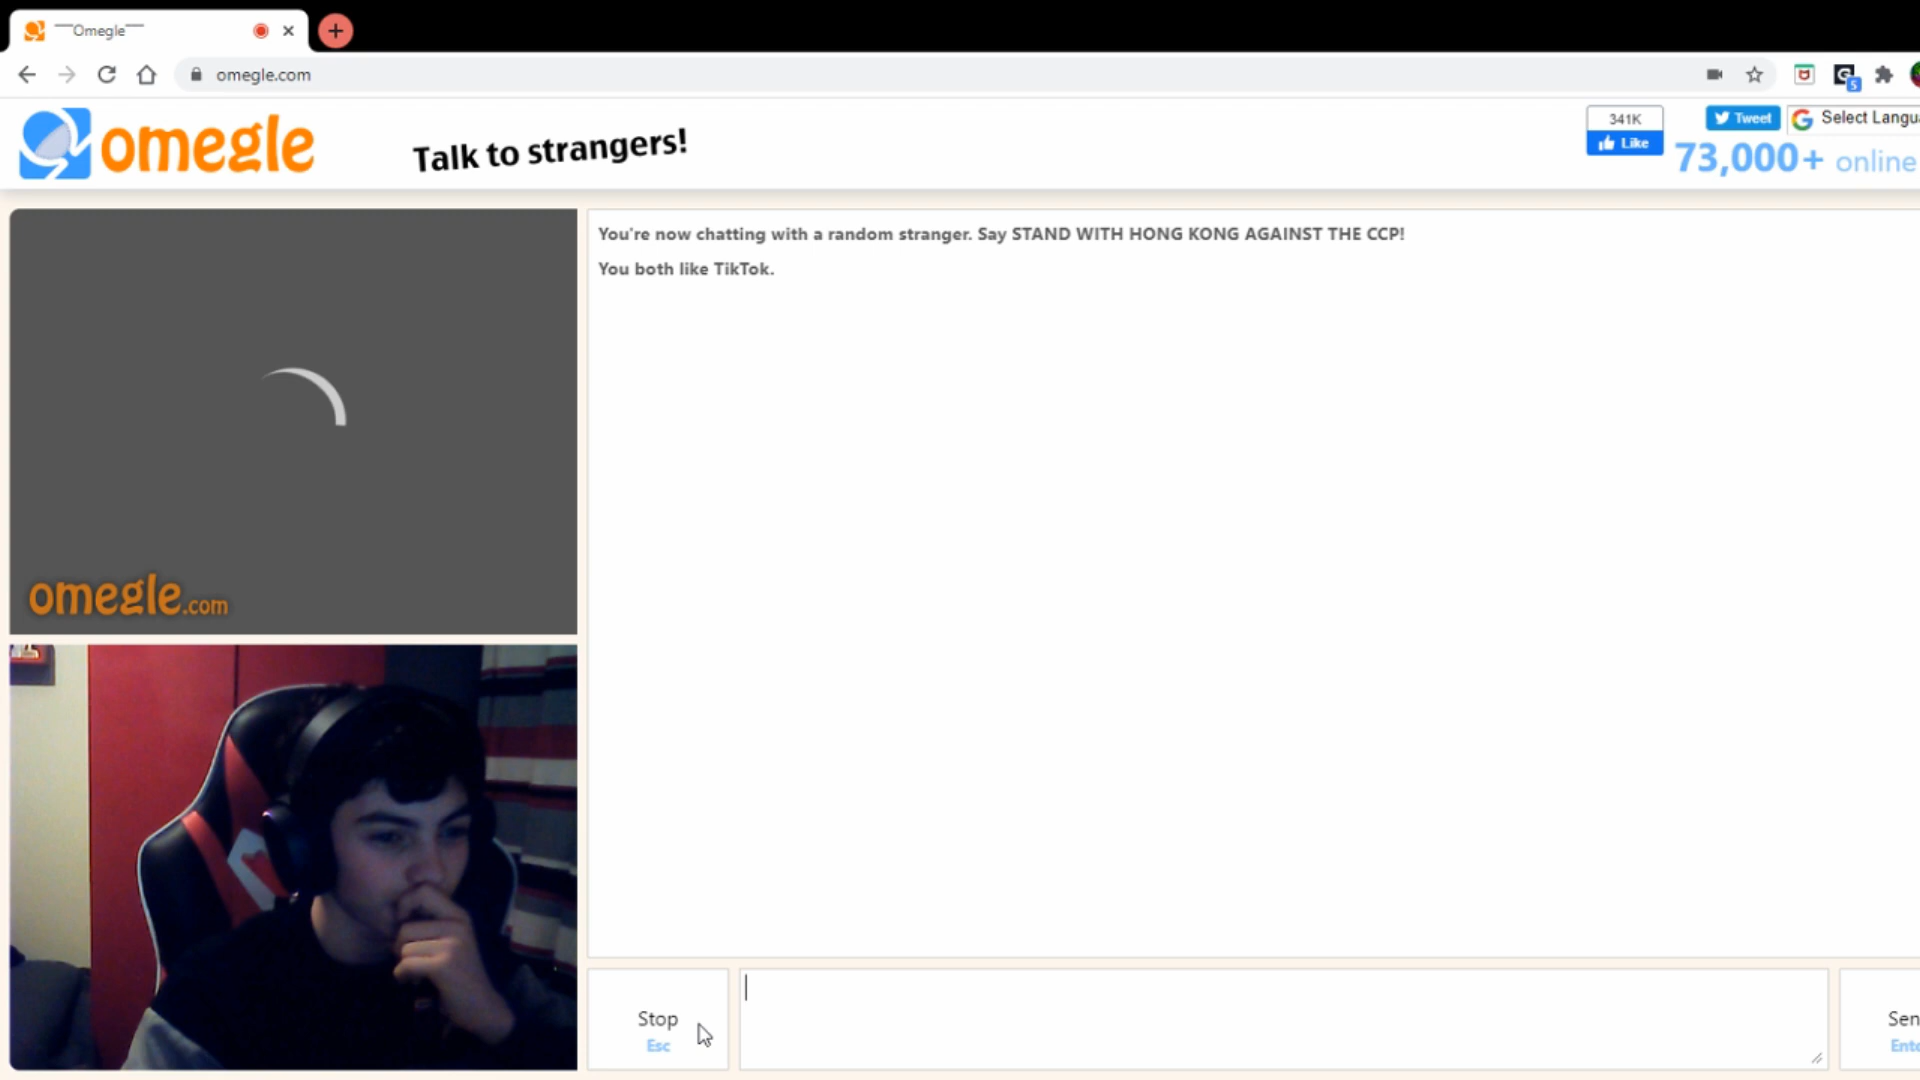 Omegle
omegle.com
omegle
Talk to strangers!
341K
Like
Tweet
G
S
Select Langua
73,000+ online
You're now chatting with a random stranger. Say STAND WITH HONG KONG AGAINST THE CCP!
You both like TikTok.
omegle.com
Stop
Esc
Sen
Ente